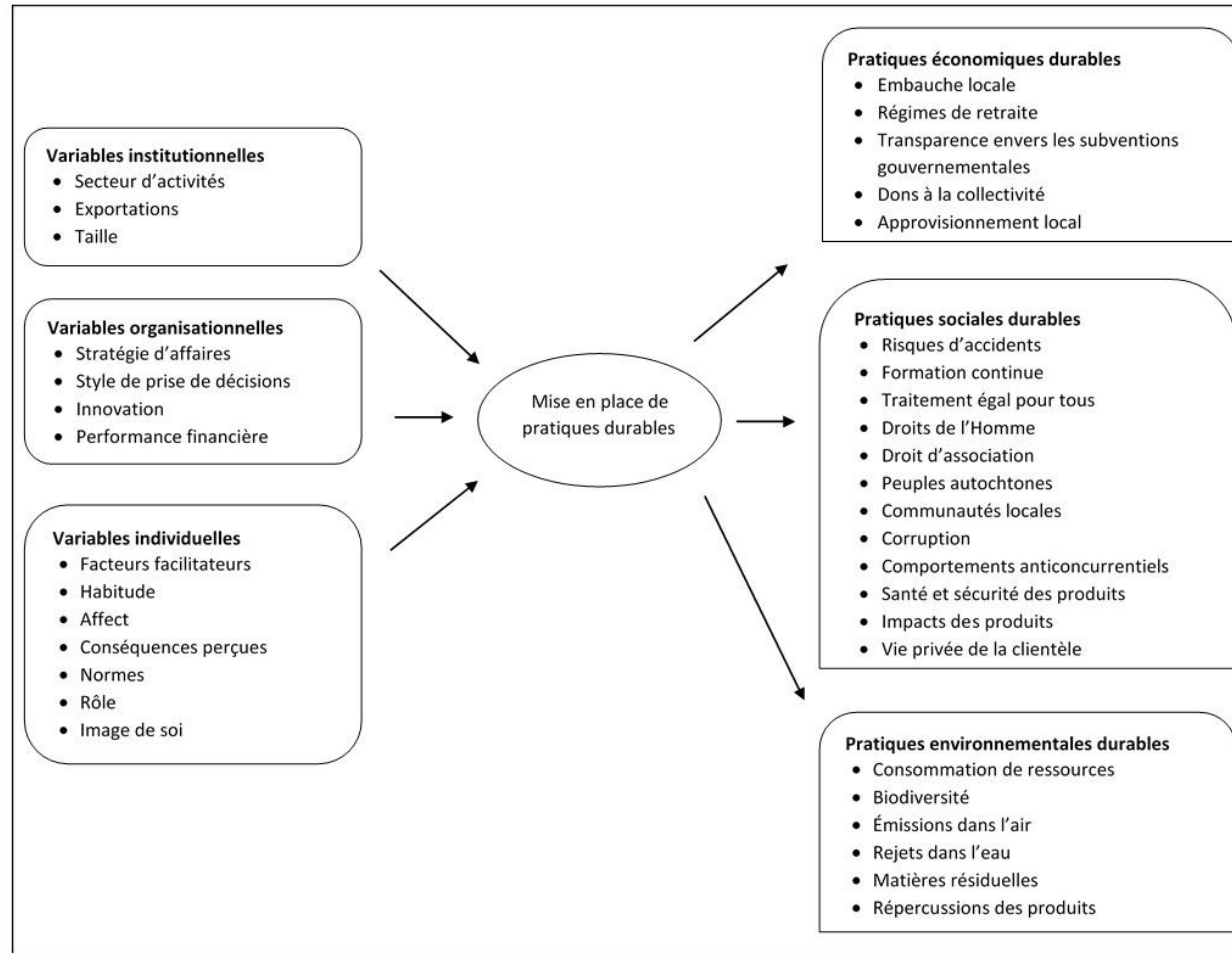 Variables institutionnelles
• Secteur d’activités
• Exportations
• Taille
Variables organisationnelles
• Stratégie d’affaires
• Style de prise de décisions
• Innovation
• Performance financière
Variables individuelles
• Facteurs facilitateurs
• Habitude
• Affect
• Conséquences perçues
• Normes
• Rôle
• Image de soi
Mise en place de
pratiques durables
Pratiques économiques durables
• Embauche locale
• Régimes de retraite
• Transparence envers les subventions
gouvernementales
• Dons à la collectivité
• Approvisionnement local
Pratiques sociales durables
• Risques d’accidents
• Formation continue
• Traitement égal pour tous
• Droits de l’Homme
• Droit d’association
• Peuples autochtones
• Communautés locales
• Corruption
• Comportements anticoncurrentiels
• Santé et sécurité des produits
• Impacts des produits
• Vie privée de la clientèle
Pratiques environnementales durables
• Consommation de ressources
• Biodiversité
• Émissions dans l’air
• Rejets dans l’eau
• Matières résiduelles
• Répercussions des produits